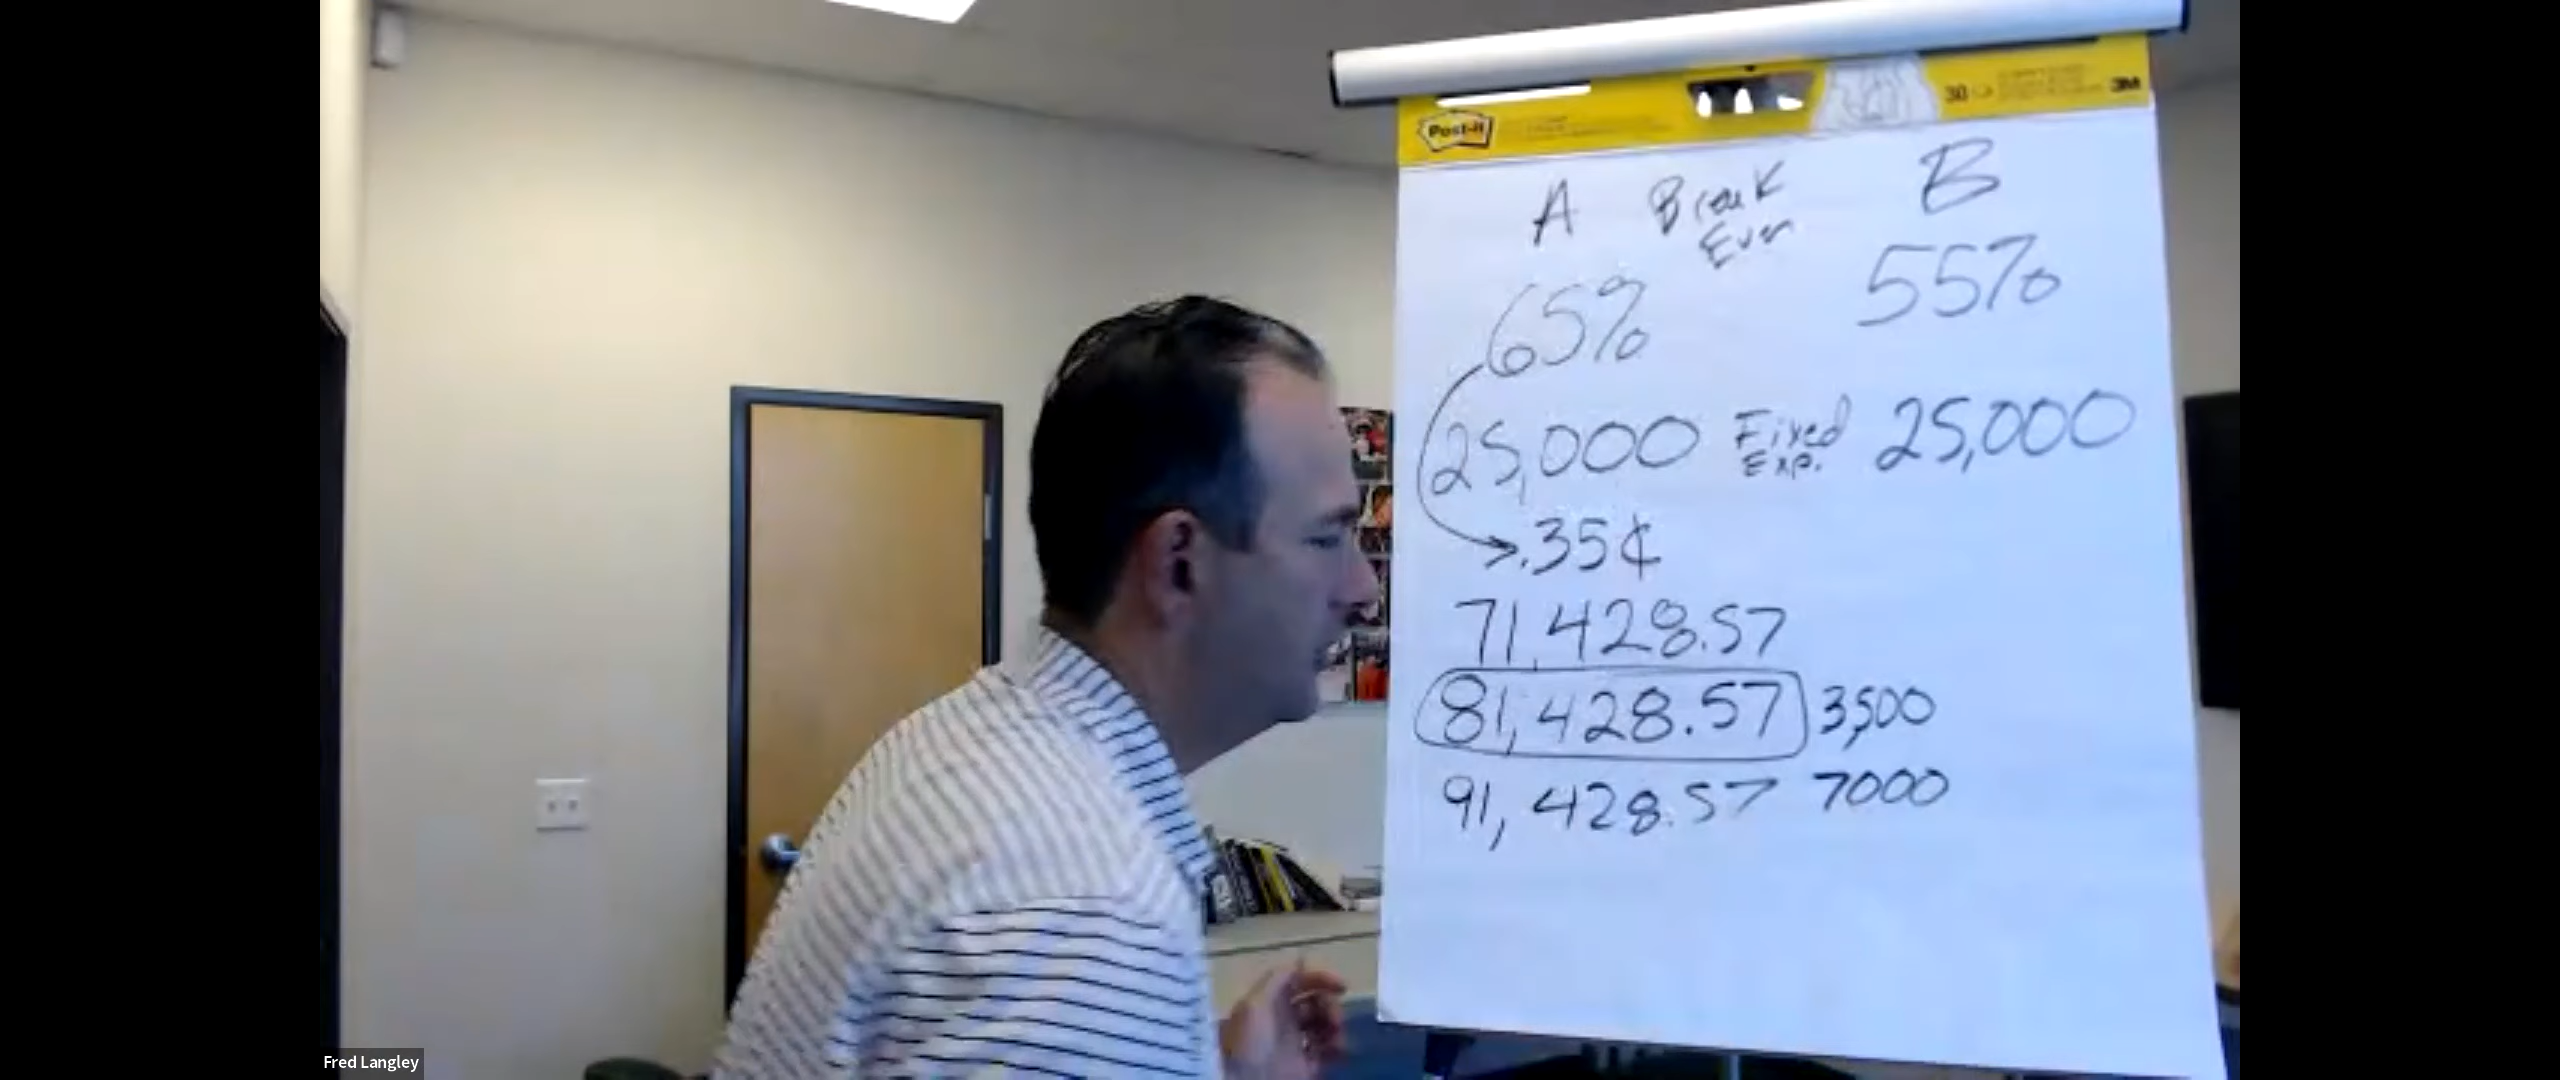 Post-it
30
3M
A Break Even B
65% 55%
25,000 Fixed Exp. 25,000
.35¢
71,428.57
81,428.57 3,500
91,428.57 7000
Fred Langley